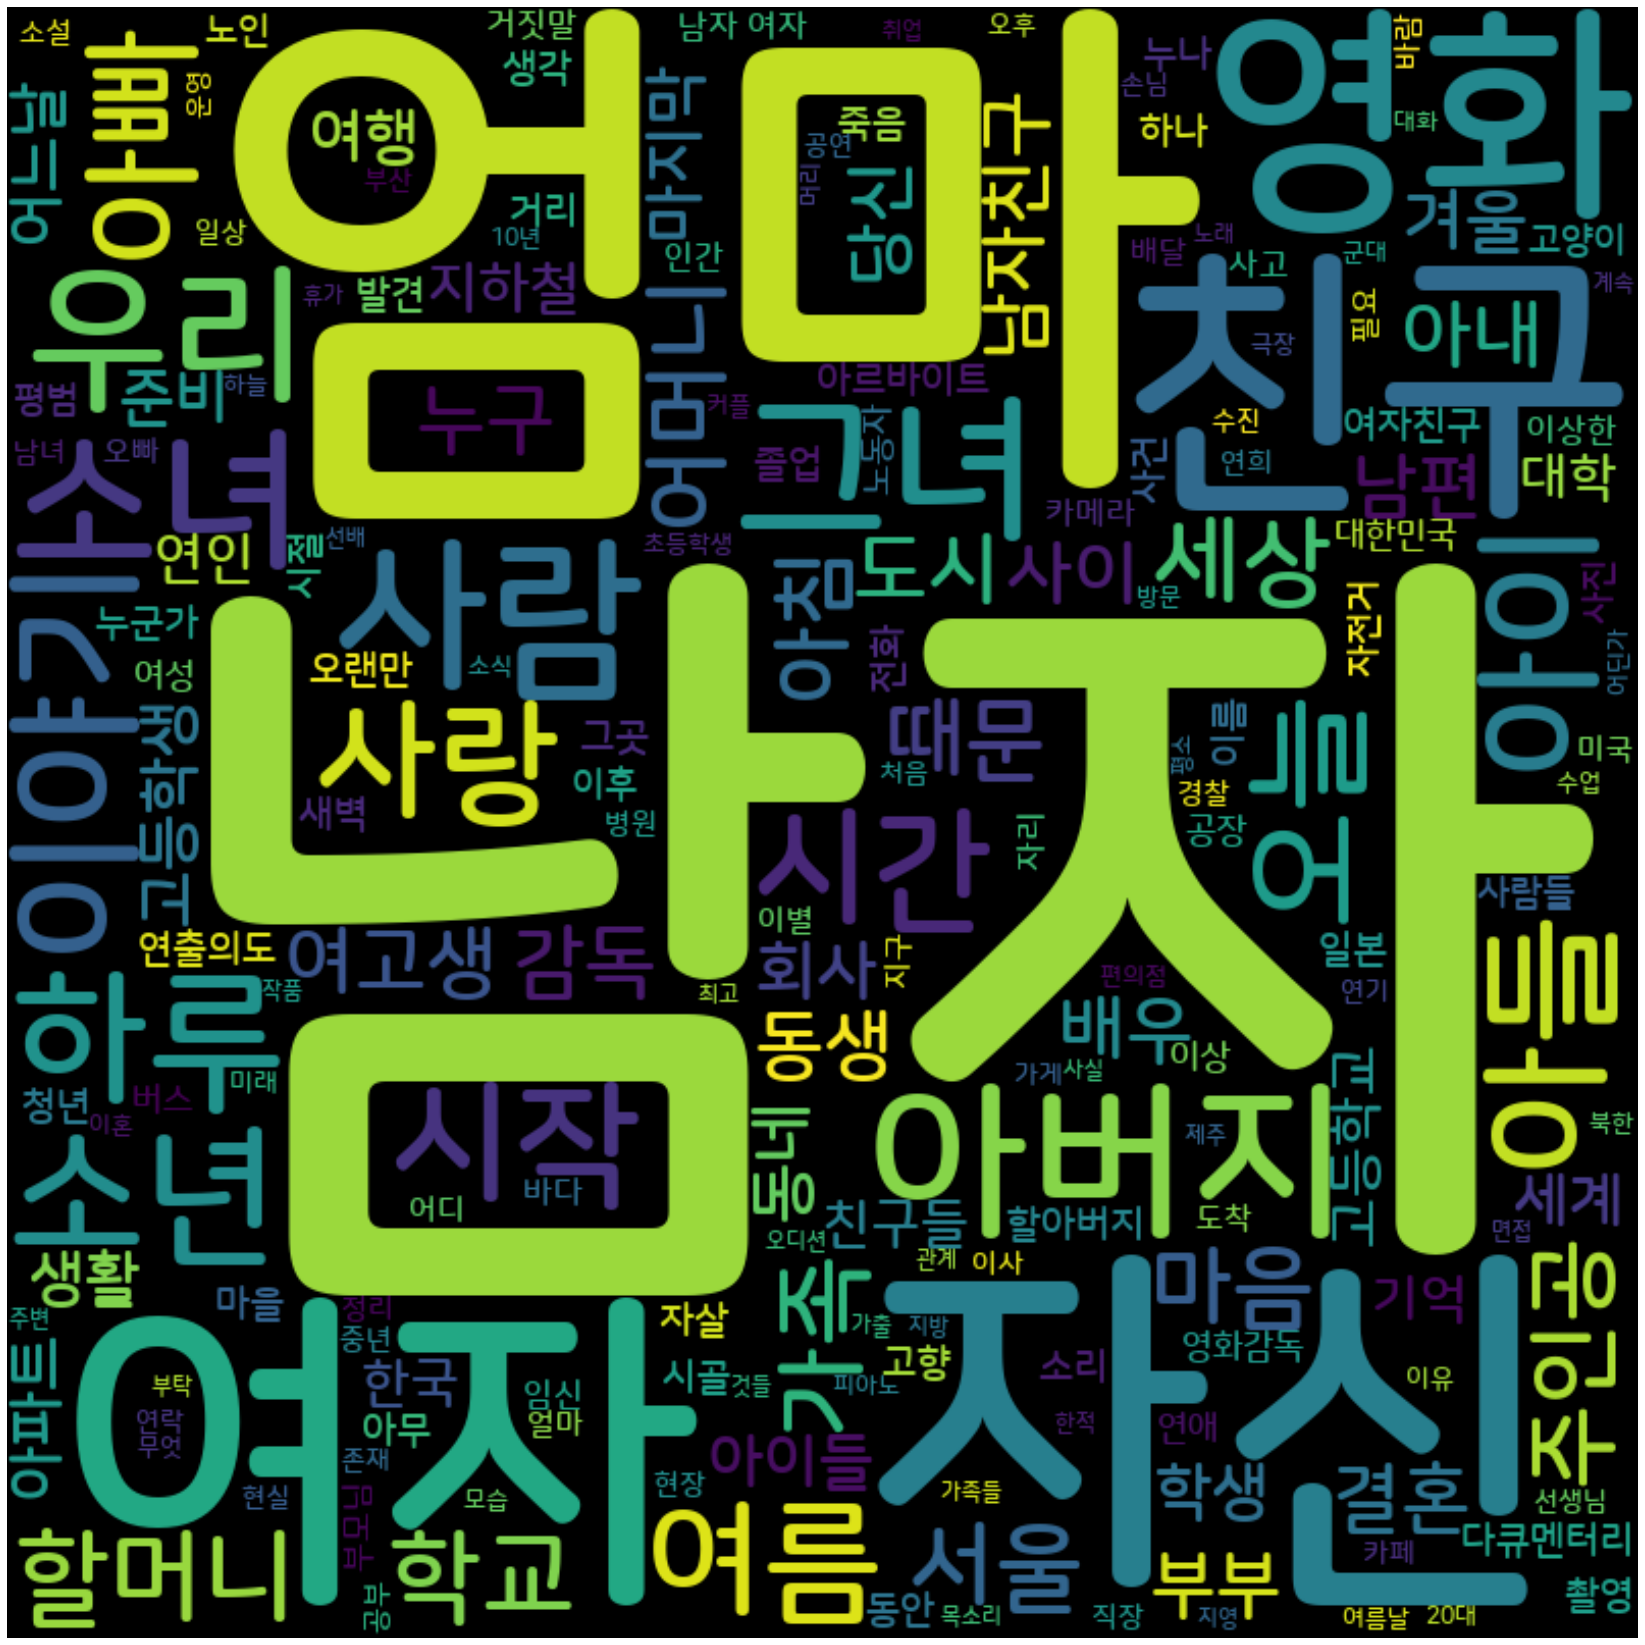 소설
아빠
노인
운영
어느날
엄마
여행
부산
거짓말
생각
마지막
남자 여자
취업
오후
죽음
공연
머리
당신
남자친구
누나
손님
하나
영화
바람
대화
겨울
고양이
일상
거리
10년
인간
배달
노래
사고
군대
계속
우리
휴가
발견
지하철
어머니
친구
극장
필요
아내
평범
준비
하늘
누구
커플
아르바이트
그녀
노동자
수진
여자친구
이상한
남녀
오빠
소녀
졸업
사건
연희
남편
대학
카메라
연인
시절
선배
사람
초등학생
아침
도시
사이
세상
방문
대한민국
아이
사진
누군가
여성
오랜만
소식
전화
자전거
어딘가
이야기
고등학생
사랑
그곳
때문
평소
이름
오늘
미국
새벽
이후
병원
처음
경찰
수업
남자
시간
자리
공장
사람들
연출의도
여고생
감독
이별
회사
지구
일본
연기
아들
하루
작품
최고
편의점
동생
배우
이상
청년
버스
미래
이혼
시작
가게
사실
고등학교
북한
소년
어디
바다
동네
아버지
제주
세계
생활
오디션
친구들
할아버지
도착
면접
마을
정리
자살
가족
관계
이사
마음
기억
주인공
주변
중년
가출
지방
영화감독
아파트
여자
부탁
연락
무엇
한국
임신
시골
것들
고향
피아노
소리
자신
이유
아무
얼마
한적
연애
현실
존재
모습
현장
아이들
가족들
학생
결혼
선생님
할머니
부모님
공부
학교
여름
서울
카페
다큐멘터리
동안
목소리
직장
지영
부부
여름날
20대
촬영